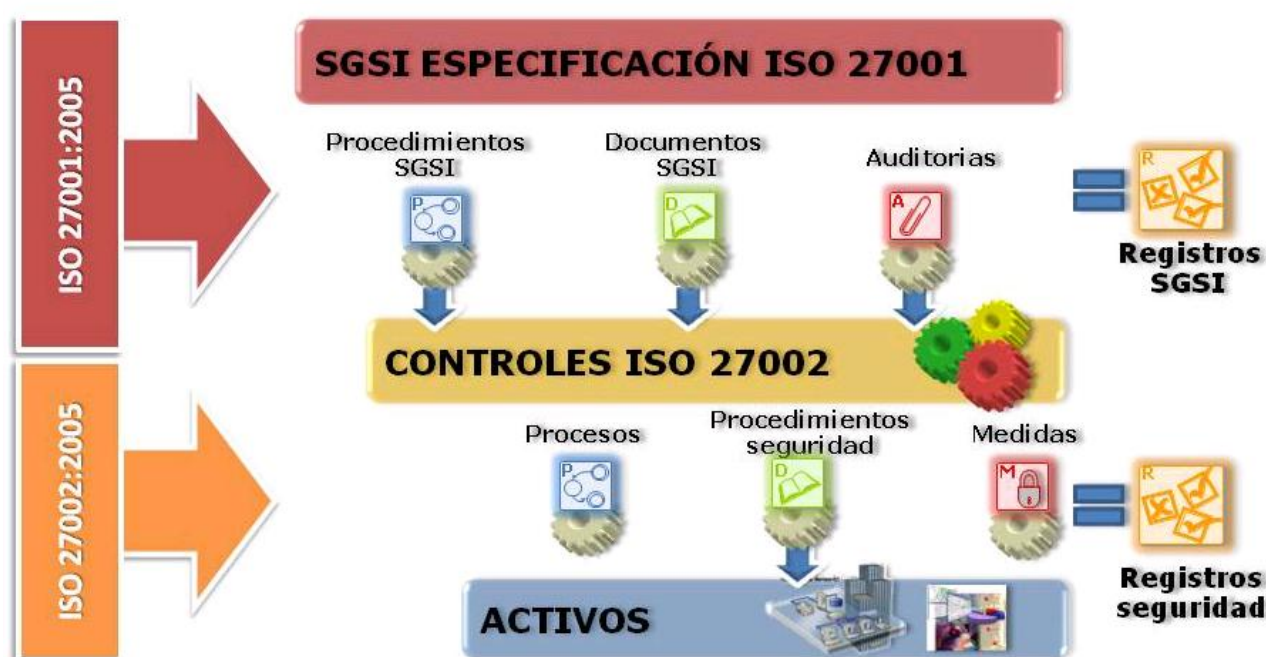 ISO 27001:2005
SGSI ESPECIFICACIÓN ISO 27001
Procedimientos
SGSI
Documentos
SGSI
Auditorias
P
D
A
R
Registros
SGSI
ISO 27002:2005
CONTROLES ISO 27002
Procesos
Procedimientos
seguridad
Medidas
P
D
M
R
Registros
seguridad
ACTIVOS